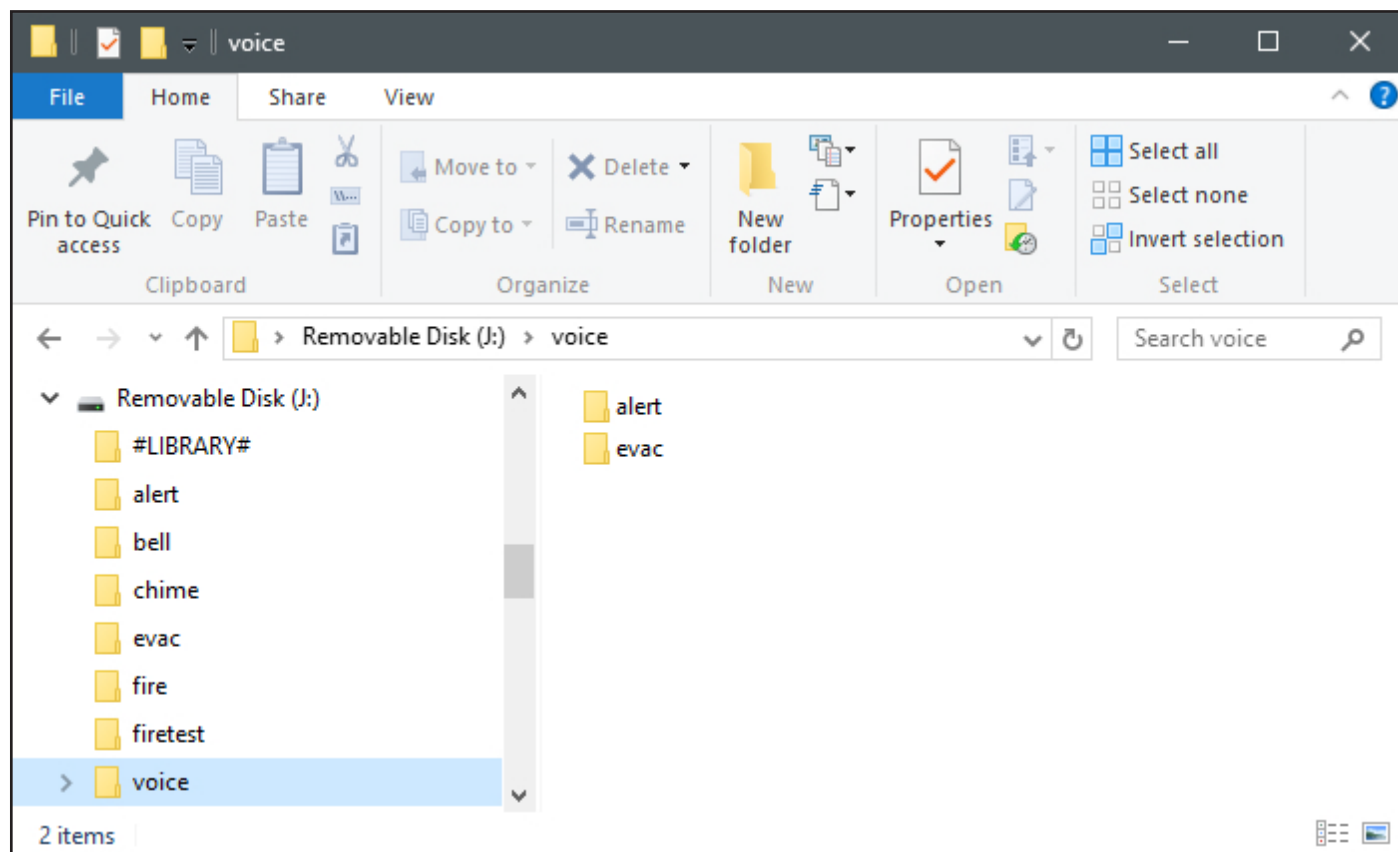 voice
File Home Share View
Pin to Quick access
Copy
Paste
Clipboard
Move to
Copy to
Delete
Rename
Organize
New folder
New
Properties
Open
Select all
Select none
Invert selection
Select
Removable Disk (J:) > voice
Search voice
Removable Disk (J:)
#LIBRARY#
alert
bell
chime
evac
fire
firetest
voice
alert
evac
2 items